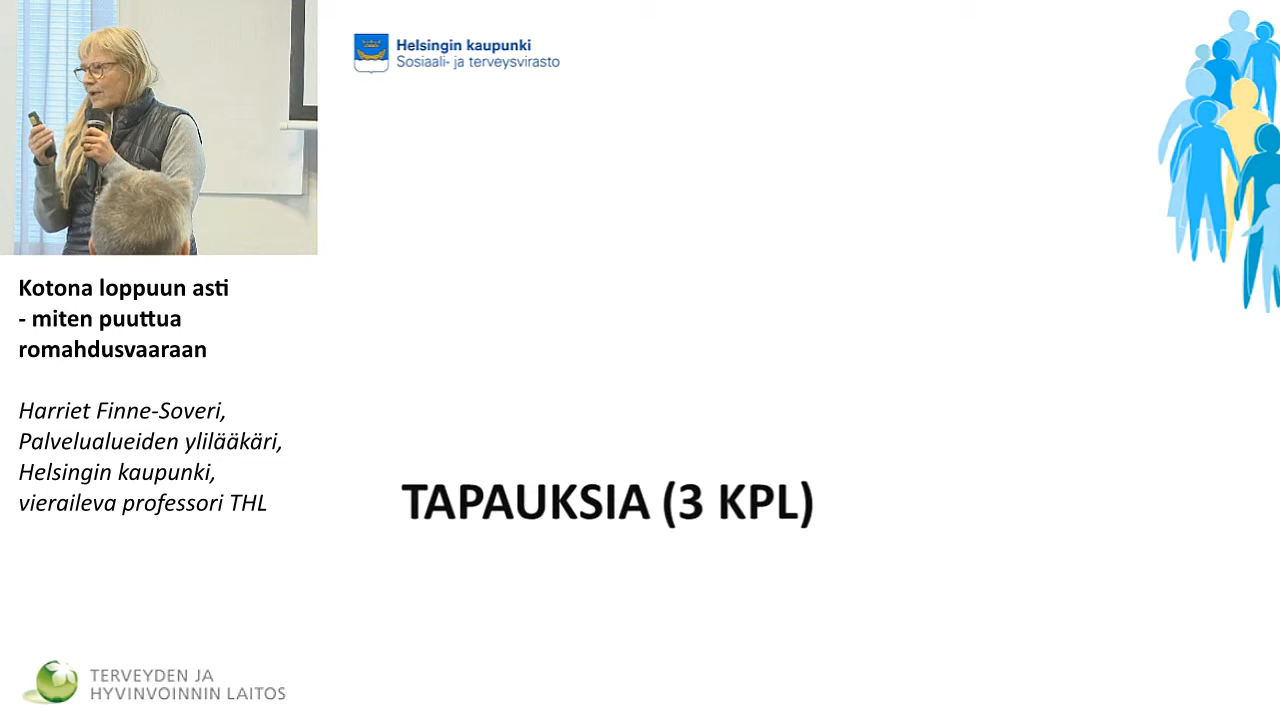 Helsingin kaupunki
Sosiaali- ja terveysvirasto
Kotona loppuun asti
- miten puuttua
romahdusvaaraan
Harriet Finne-Soveri,
Palvelualueiden ylilääkäri,
Helsingin kaupunki,
vieraileva professori THL
TAPAUKSIA (3 KPL)
TERVEYDEN JA
HYVINVOINNIN LAITOS